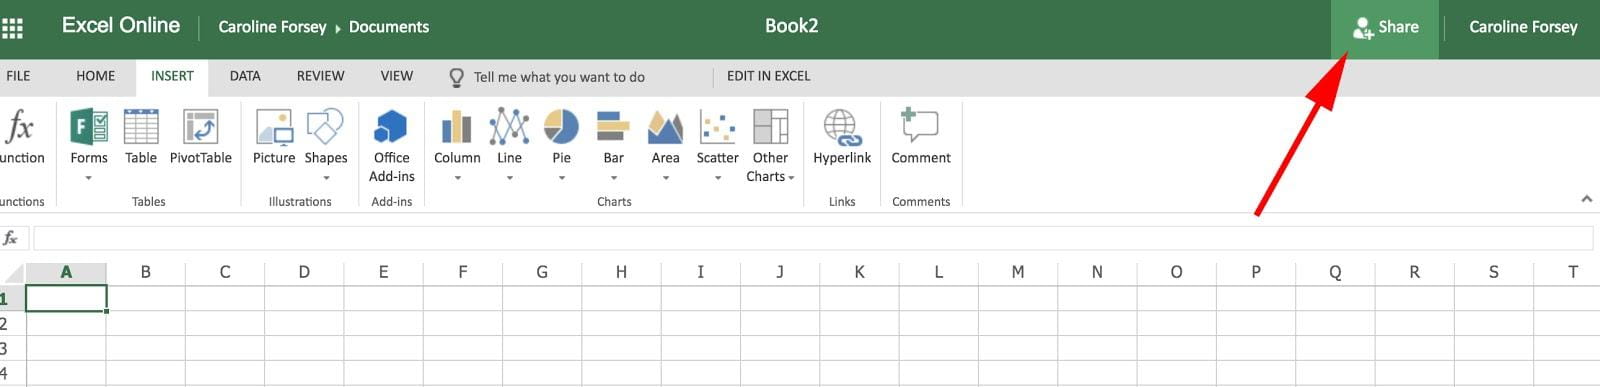 Excel Online Caroline Forsey Documents Book2 Share Caroline Forsey
FILE HOME INSERT DATA REVIEW VIEW Tell me what you want to do EDIT IN EXCEL
fx
unction Forms Table PivotTable Picture Shapes Office Add-ins Column Line Pie Bar Area Scatter Other Charts Hyperlink Comment
unctions Tables Illustrations Add-ins Charts Links Comments
fx
A B C D E F G H I J K L M N O P Q R S T
1
2
3
4